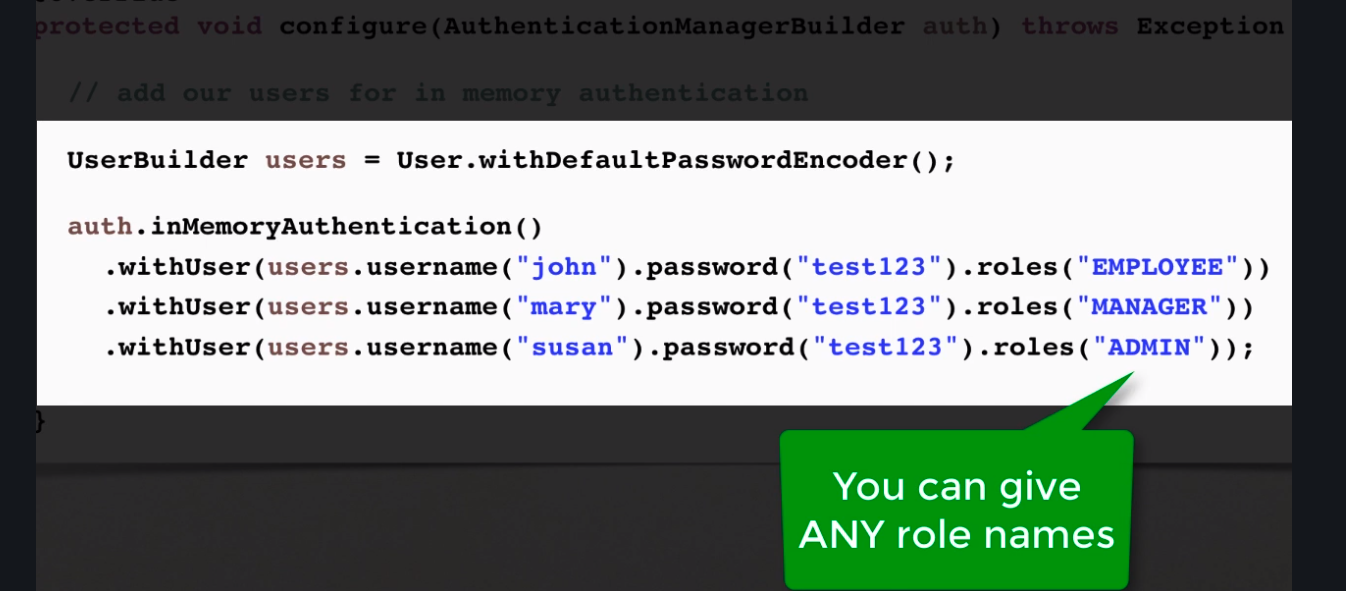 protected void configure(AuthenticationManagerBuilder auth) throws Exception
// add our users for in memory authentication
UserBuilder users = User.withDefaultPasswordEncoder();
auth.inMemoryAuthentication()
.withUser(users.username("john").password("test123").roles("EMPLOYEE"))
.withUser(users.username("mary").password("test123").roles("MANAGER"))
.withUser(users.username("susan").password("test123").roles("ADMIN"));
}
You can give
ANY role names